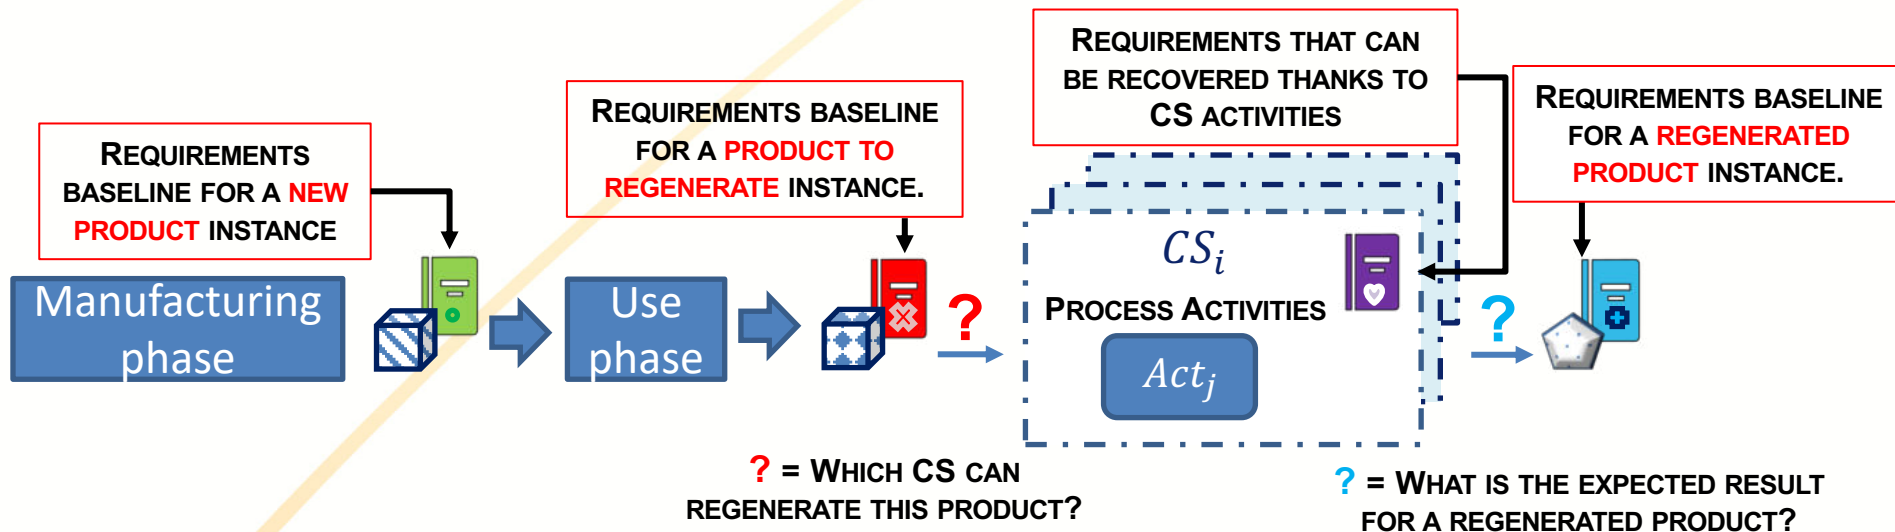 REQUIREMENTS
BASELINE FOR A NEW
PRODUCT INSTANCE
Manufacturing
phase
REQUIREMENTS BASELINE
FOR A PRODUCT TO
REGENERATE INSTANCE.
Use
phase
?
REQUIREMENTS THAT CAN
BE RECOVERED THANKS TO
CS ACTIVITIES
CS_i
PROCESS ACTIVITIES
Act_j
?
REQUIREMENTS BASELINE
FOR A REGENERATED
PRODUCT INSTANCE.
? = WHICH CS CAN
REGENERATE THIS PRODUCT?
? = WHAT IS THE EXPECTED RESULT
FOR A REGENERATED PRODUCT?